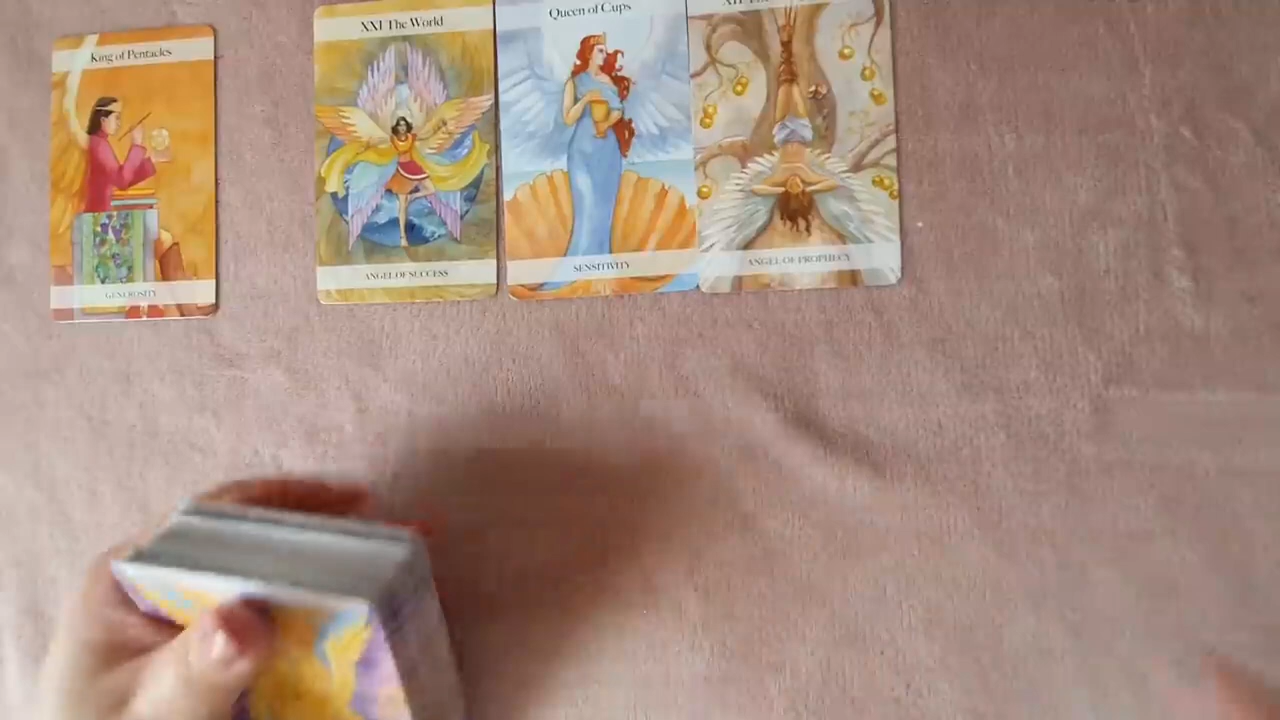 King of Pentacles
GENEROSITY
XXI The World
ANGEL OF SUCCESS
Queen of Cups
SENSITIVITY
ANGEL OF PROPHECY